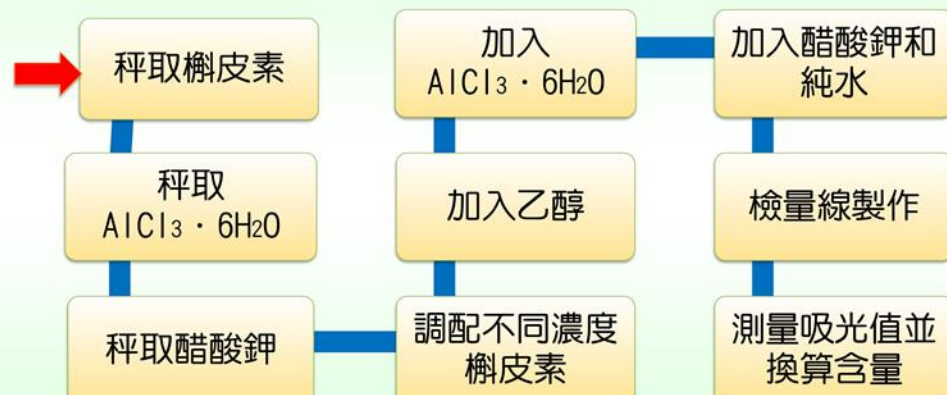 秤取槲皮素
秤取
AlCl3・6H2O
秤取醋酸鉀
調配不同濃度
槲皮素
加入乙醇
加入
AlCl3・6H2O
加入醋酸鉀和
純水
檢量線製作
測量吸光值並
換算含量